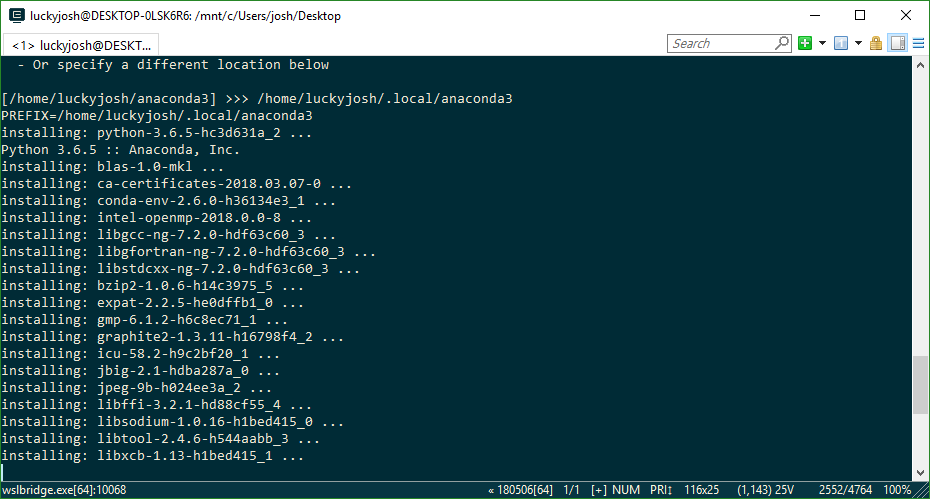 luckyjosh@DESKTOP-0LSK6R6: /mnt/c/Users/josh/Desktop
<1> luckyjosh@DESKT...
Search
- Or specify a different location below
[/home/luckyjosh/anaconda3] >>> /home/luckyjosh/.local/anaconda3
PREFIX=/home/luckyjosh/.local/anaconda3
installing: python-3.6.5-hc3d631a_2 ...
Python 3.6.5 :: Anaconda, Inc.
installing: blas-1.0-mkl ...
installing: ca-certificates-2018.03.07-0 ...
installing: conda-env-2.6.0-h36134e3_1 ...
installing: intel-openmp-2018.0.0-8 ...
installing: libgcc-ng-7.2.0-hdf63c60_3 ...
installing: libgfortran-ng-7.2.0-hdf63c60_3 ...
installing: libstdcxx-ng-7.2.0-hdf63c60_3 ...
installing: bzip2-1.0.6-h14c3975_5 ...
installing: expat-2.2.5-he0dffb1_0 ...
installing: gmp-6.1.2-h6c8ec71_1 ...
installing: graphite2-1.3.11-h16798f4_2 ...
installing: icu-58.2-h9c2bf20_1 ...
installing: jbig-2.1-hdba287a_0 ...
installing: jpeg-9b-h024ee3a_2 ...
installing: libffi-3.2.1-hd88cf55_4 ...
installing: libsodium-1.0.16-h1bed415_0 ...
installing: libtool-2.4.6-h544aabb_3 ...
installing: libxcb-1.13-h1bed415_1 ...
wslbridge.exe[64]:10068 « 180506[64] 1/1 [+] NUM PRI↕ 116x25 (1,143) 25V 2552/4764 100%